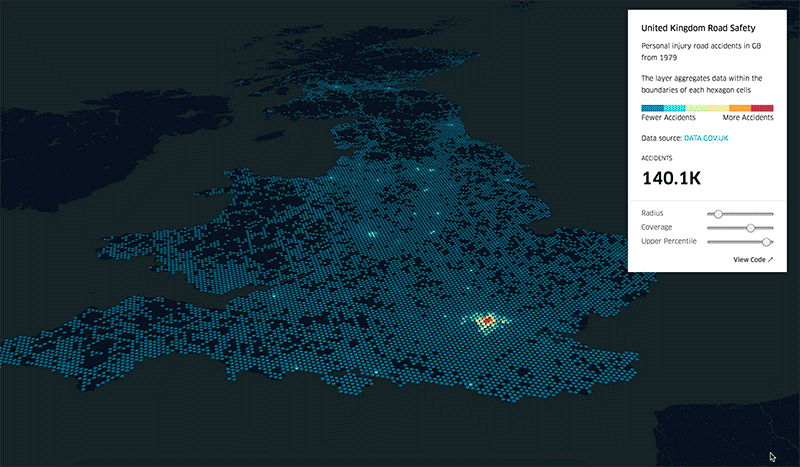 United Kingdom Road Safety
Personal injury road accidents in GB
from 1979
The layer aggregates data within the
boundaries of each hexagon cells
Fewer Accidents More Accidents
Data source: DATA.GOV.UK
ACCIDENTS
140.1K
Radius
Coverage
Upper Percentile
View Code ↗